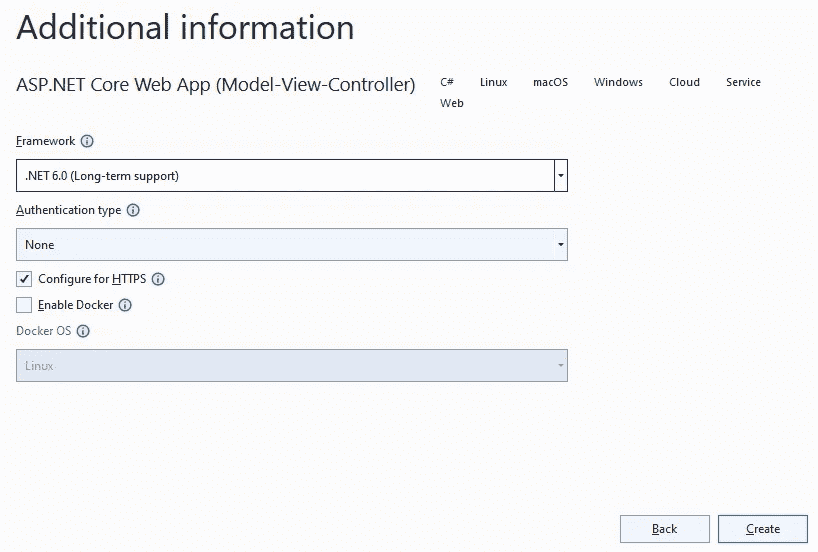 Additional information
ASP.NET Core Web App (Model-View-Controller) C# Linux macOS Windows Cloud Service
Web
Framework
.NET 6.0 (Long-term support)
Authentication type
None
Configure for HTTPS
Enable Docker
Docker OS
Linux
Back Create